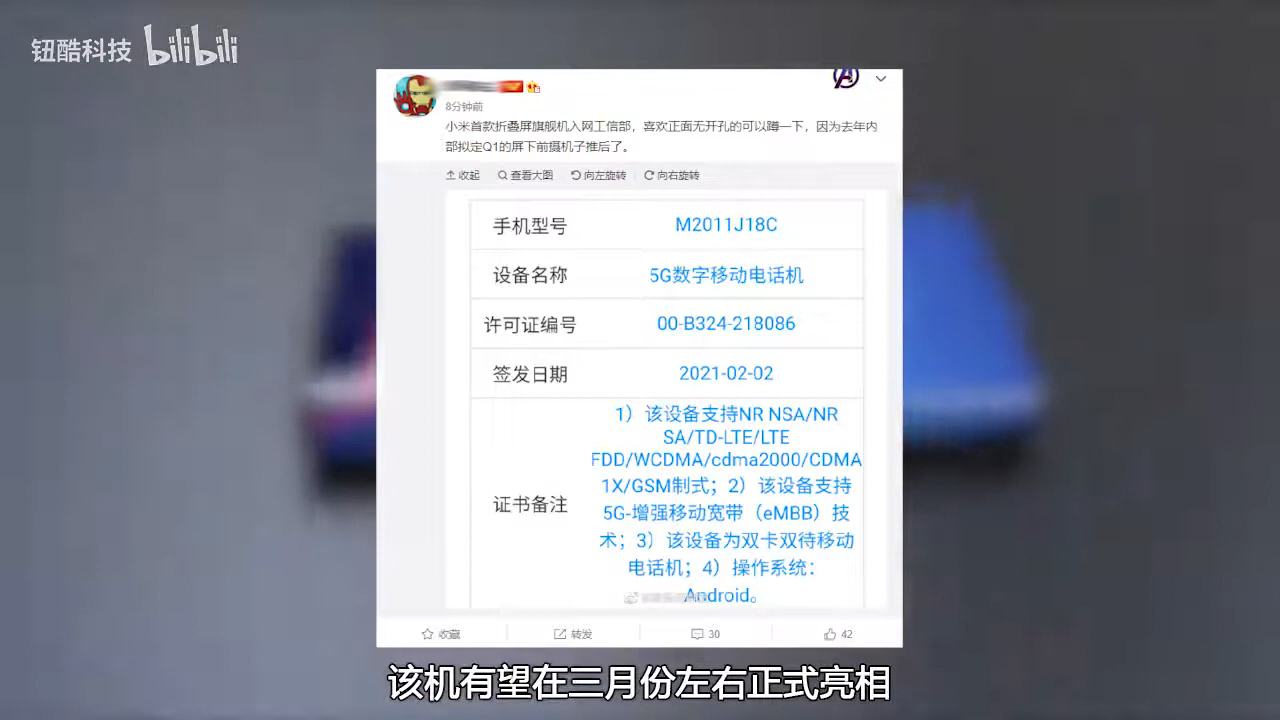 钮酷科技 bilibili
8分钟前
小米首款折叠屏旗舰机入网工信部，喜欢正面无开孔的可以蹲一下，因为去年内
部拟定Q1的屏下前摄机子推后了。
收起 查看大图 向左旋转 向右旋转
手机型号 M2011J18C
设备名称 5G数字移动电话机
许可证编号 00-B324-218086
签发日期 2021-02-02
证书备注
1）该设备支持NR NSA/NR
SA/TD-LTE/LTE
FDD/WCDMA/cdma2000/CDMA
1X/GSM制式；2）该设备支持
5G-增强移动宽带（eMBB）技
术；3）该设备为双卡双待移动
电话机；4）操作系统：
Android。
收藏 转发 30 42
该机有望在三月份左右正式亮相